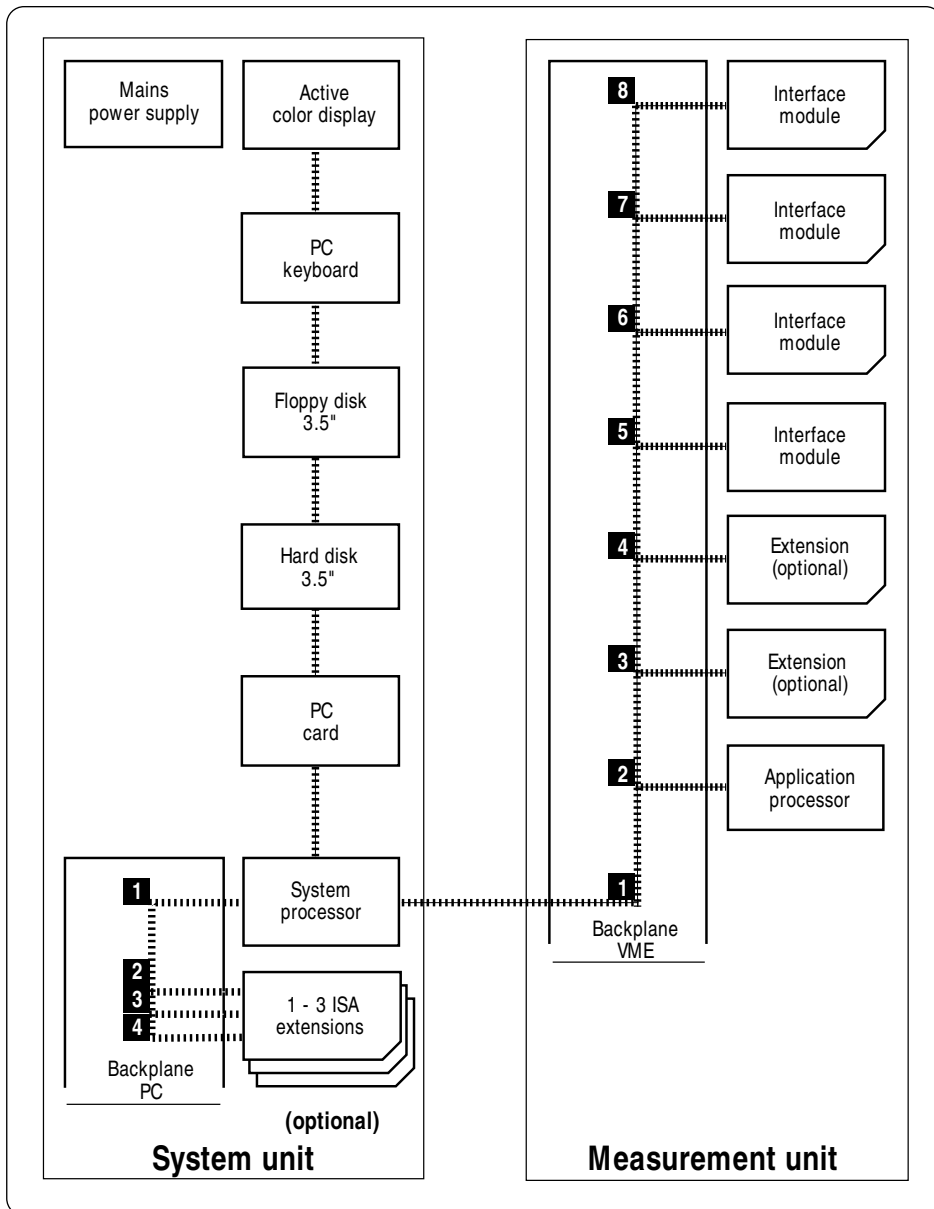 Mains
power supply
Active
color display
PC
keyboard
Floppy disk
3.5"
Hard disk
3.5"
PC
card
1
System
processor
2
3
4
1 - 3 ISA
extensions
Backplane
PC
(optional)
System unit
8
Interface
module
7
Interface
module
6
Interface
module
5
Interface
module
4
Extension
(optional)
3
Extension
(optional)
2
Application
processor
1
Backplane
VME
Measurement unit